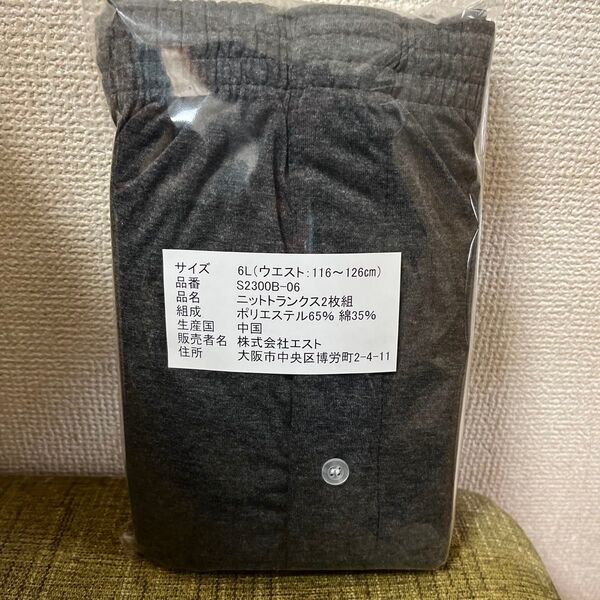 サイズ 6L(ウエスト:116～126cm)
品番 S2300B-06
品名 ニットトランクス2枚組
組成 ポリエステル65% 綿35%
生産国 中国
販売者名 株式会社エスト
住所 大阪市中央区博労町2-4-11